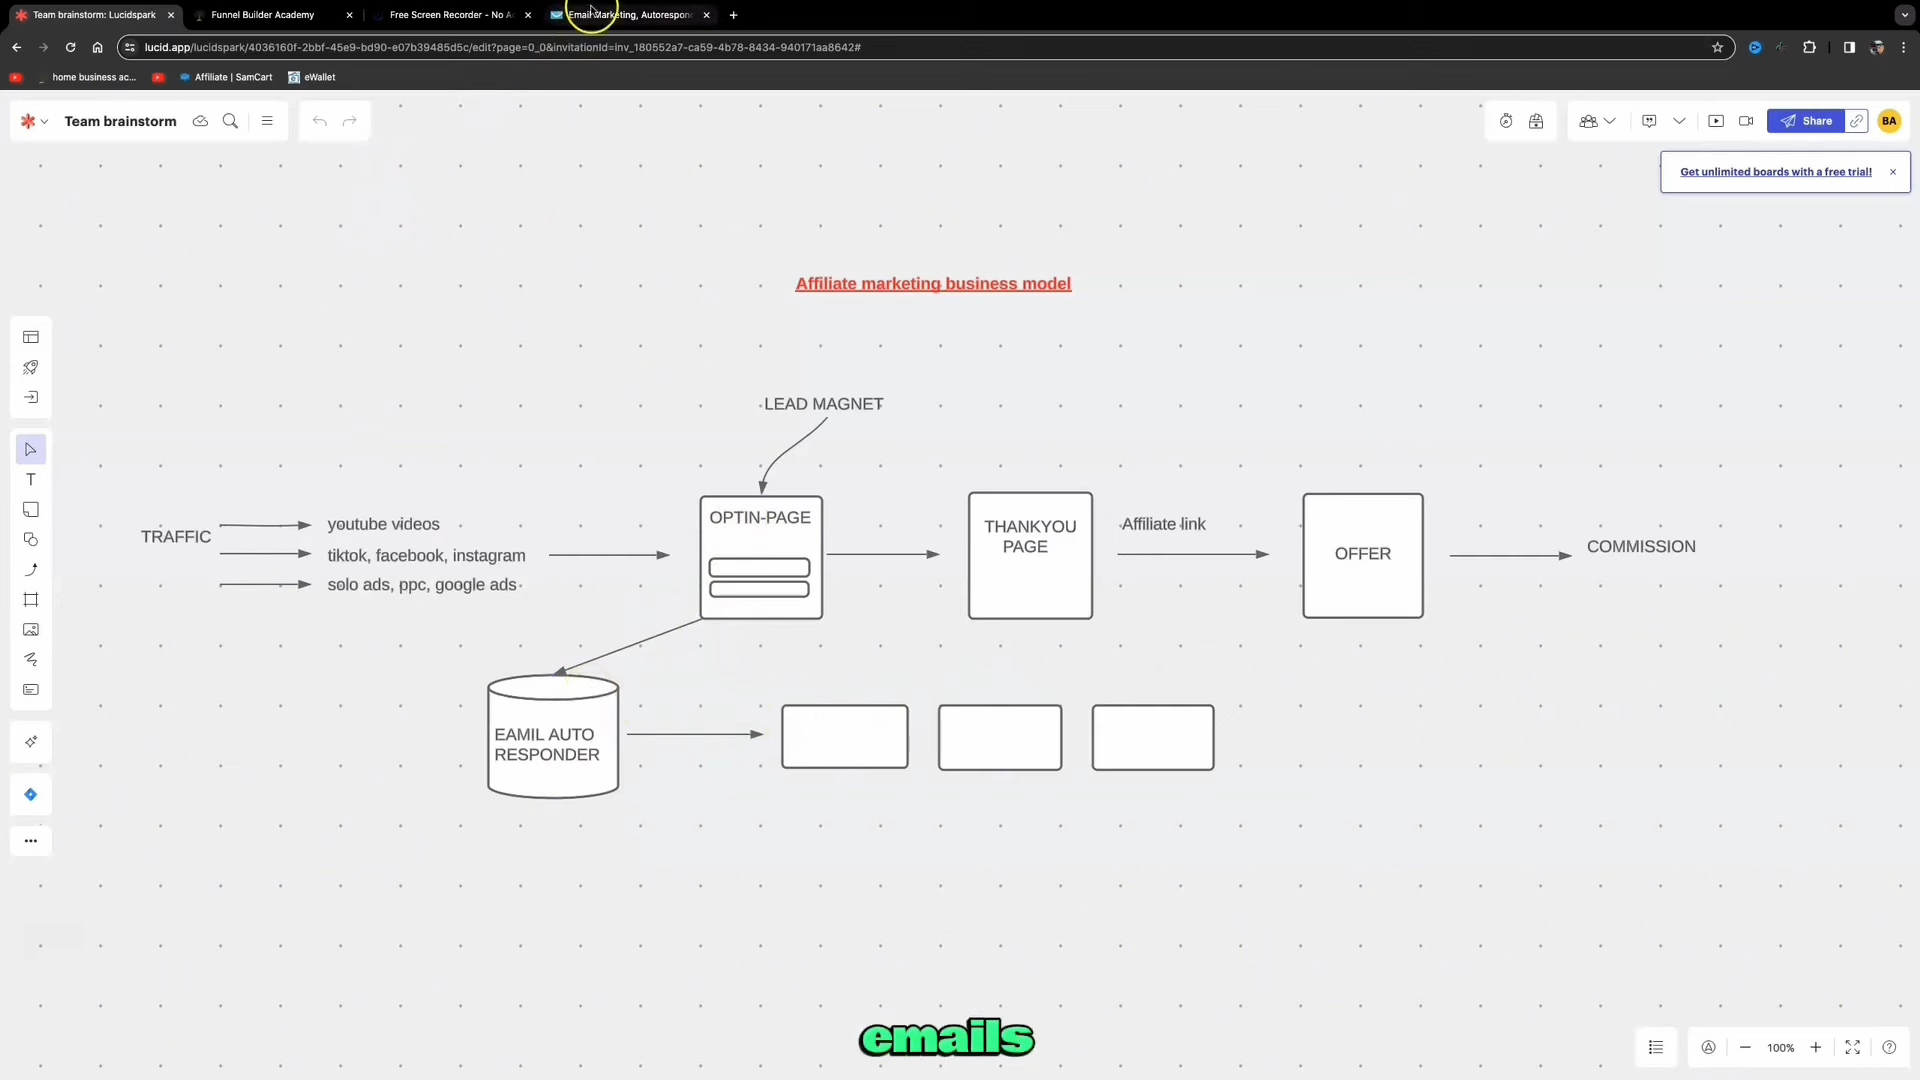 Team brainstorm: Lucidspark
Funnel Builder Academy
Free Screen Recorder - No A
Email Marketing, Autorespon
lucid.app/lucidspark/4036160f-2bbf-45e9-bd90-e07b39485d5c/edit?page=0_0&invitationId=inv_180552a7-ca59-4b78-8434-940171aa8642#
home business ac...
Affiliate | SamCart
eWallet
Team brainstorm
Share
BA
Get unlimited boards with a free trial!
Affiliate marketing business model
LEAD MAGNET
TRAFFIC
youtube videos
tiktok, facebook, instagram
solo ads, ppc, google ads
OPTIN-PAGE
THANKYOU
PAGE
Affiliate link
OFFER
COMMISSION
EAMIL AUTO
RESPONDER
T
emails
100%